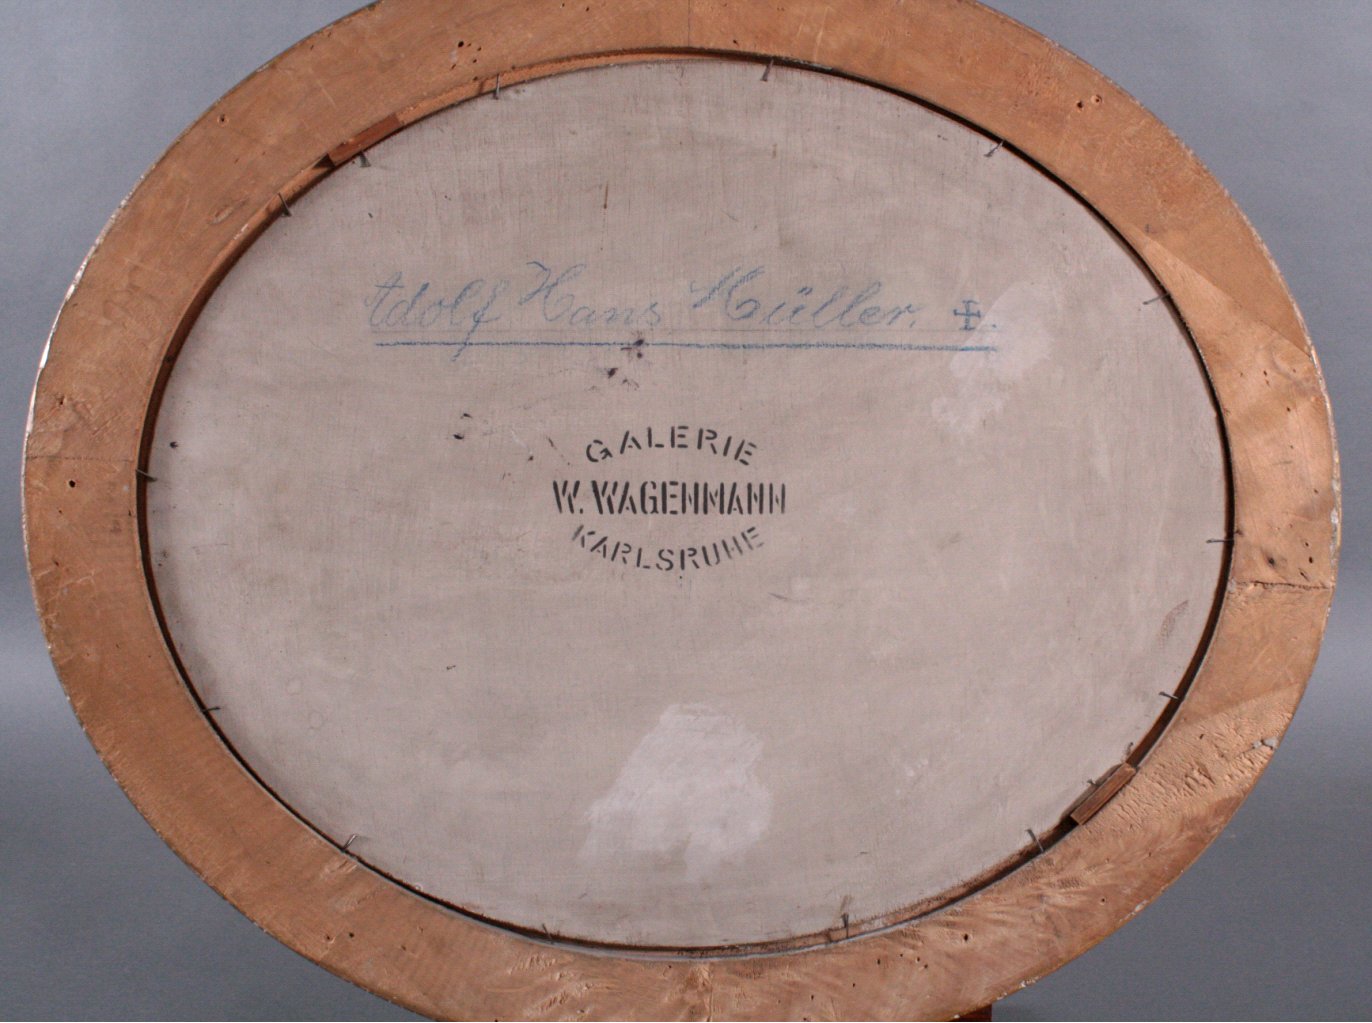 Adolf Hans Müller. ✠.
GALERIE
W. WAGENMANN
KARLSRUHE